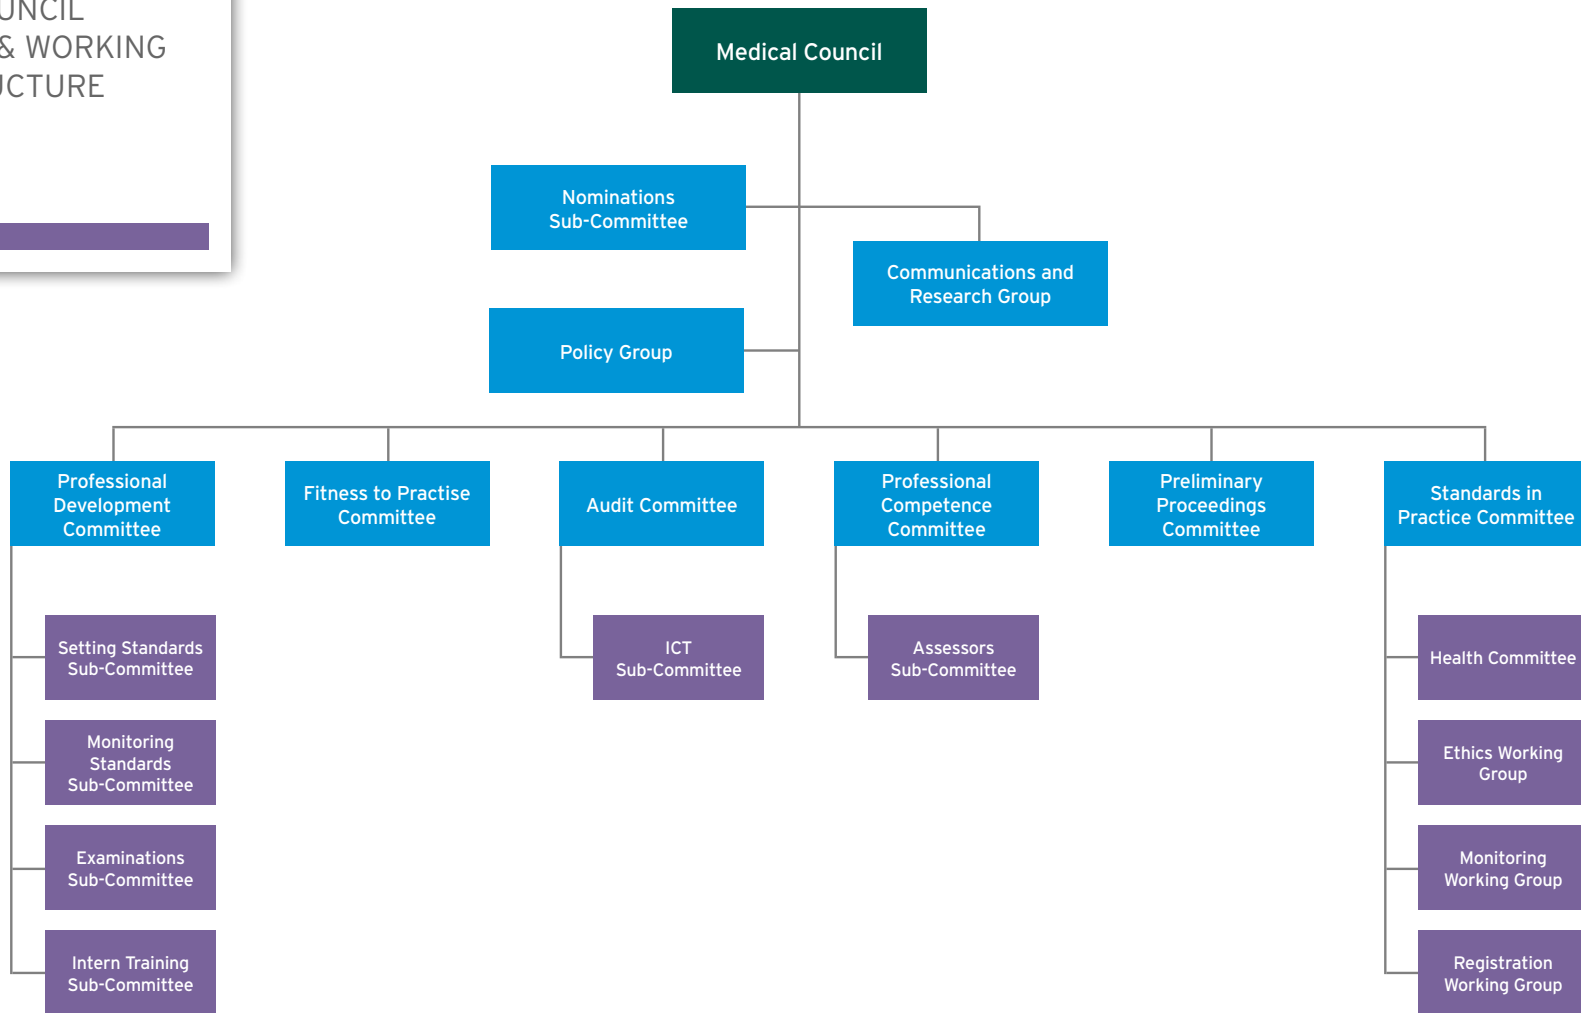 & WORKING
Medical Council
Nominations
Sub-Committee
Communications and
Research Group
Policy Group
Professional
Development
Committee
Fitness to Practise
Committee
Audit Committee
Professional
Competence
Committee
Preliminary
Proceedings
Committee
Standards in
Practice Committee
Setting Standards
Sub-Committee
Monitoring
Standards
Sub-Committee
Examinations
Sub-Committee
Intern Training
Sub-Committee
ICT
Sub-Committee
Assessors
Sub-Committee
Health Committee
Ethics Working
Group
Monitoring
Working Group
Registration
Working Group